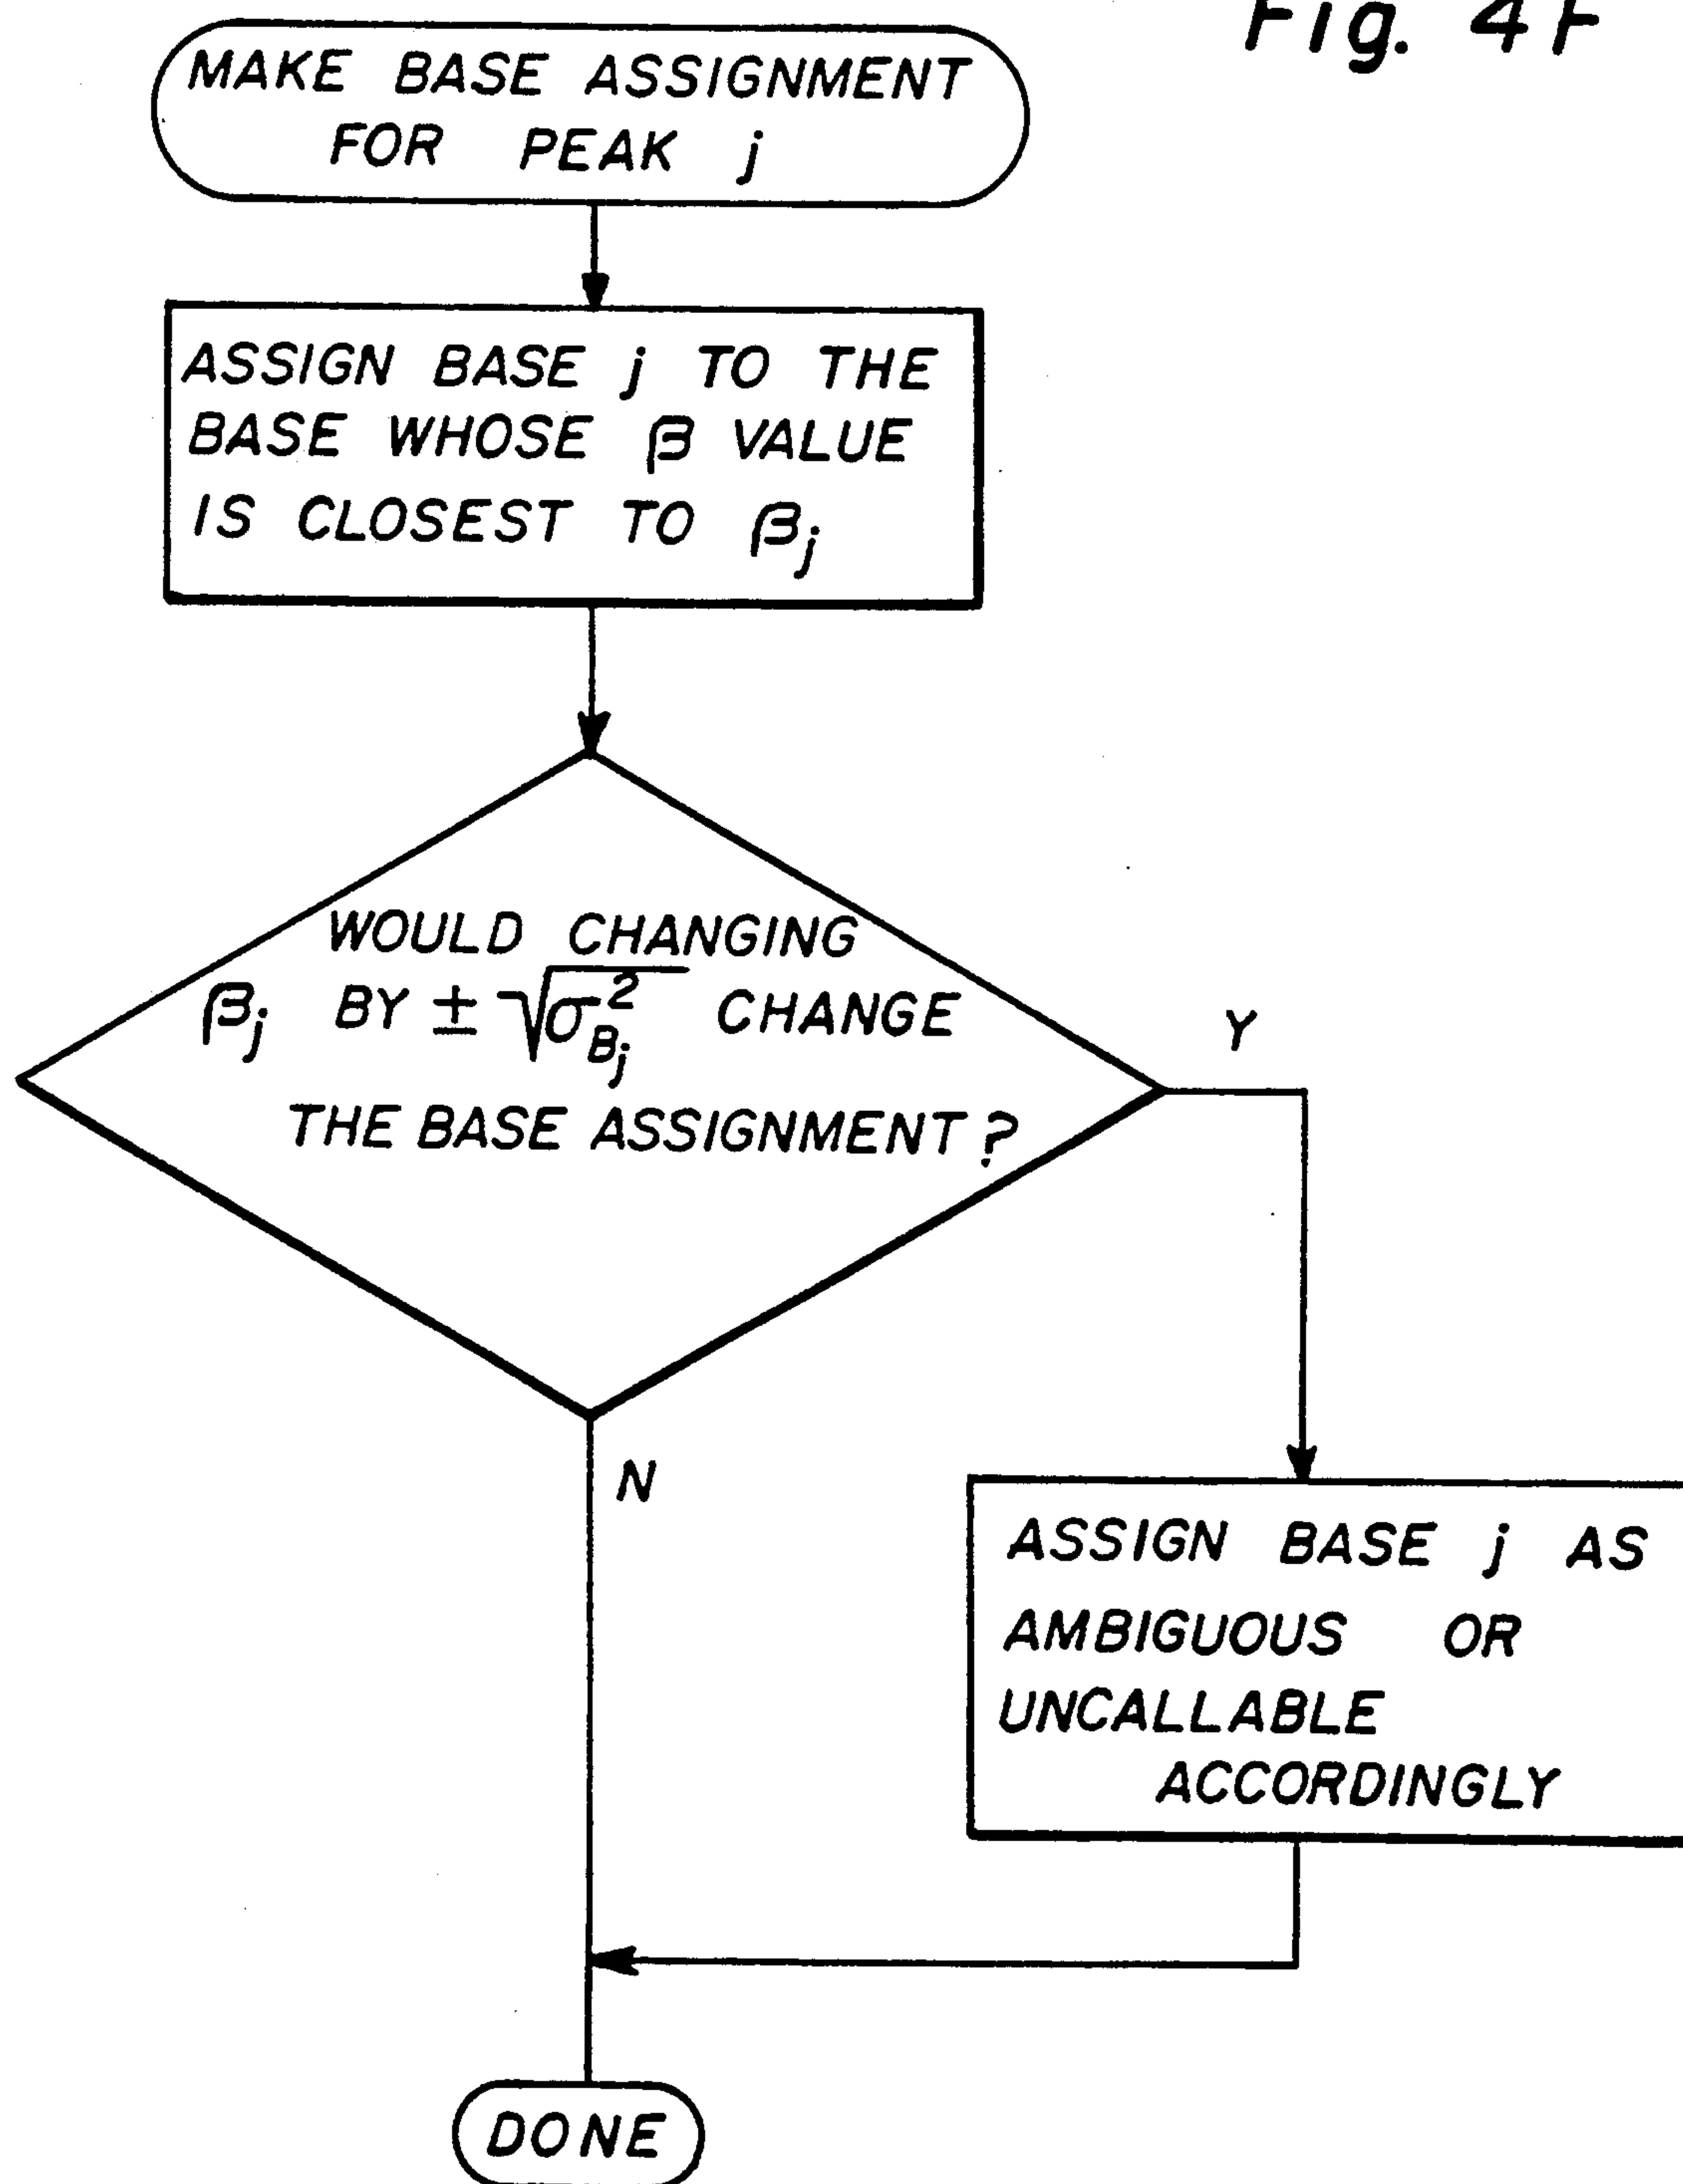 Fig. 4F
MAKE BASE ASSIGNMENT
FOR PEAK j
ASSIGN BASE j TO THE
BASE WHOSE β VALUE
IS CLOSEST TO βj
WOULD CHANGING
βj BY ± √σ²Bj CHANGE
THE BASE ASSIGNMENT?
Y
N
ASSIGN BASE j AS
AMBIGUOUS OR
UNCALLABLE
ACCORDINGLY
DONE